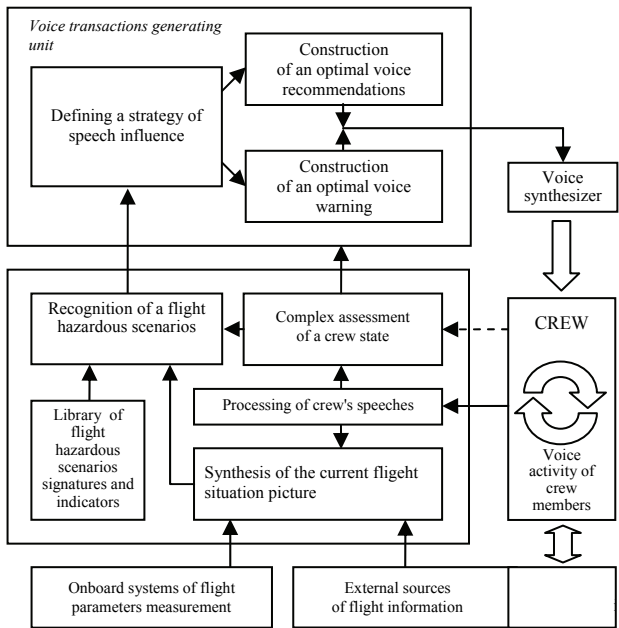 Voice transactions generating
unit
Defining a strategy of
speech influence
Construction
of an optimal voice
recommendations
Construction
of an optimal voice
warning
Voice
synthesizer
Recognition of a flight
hazardous scenarios
Complex assessment
of a crew state
CREW
Library of
flight
hazardous
scenarios
signatures and
indicators
Processing of crew's speeches
Synthesis of the current flieght
situation picture
Voice
activity of
crew
members
Onboard systems of flight
parameters measurement
External sources
of flight information